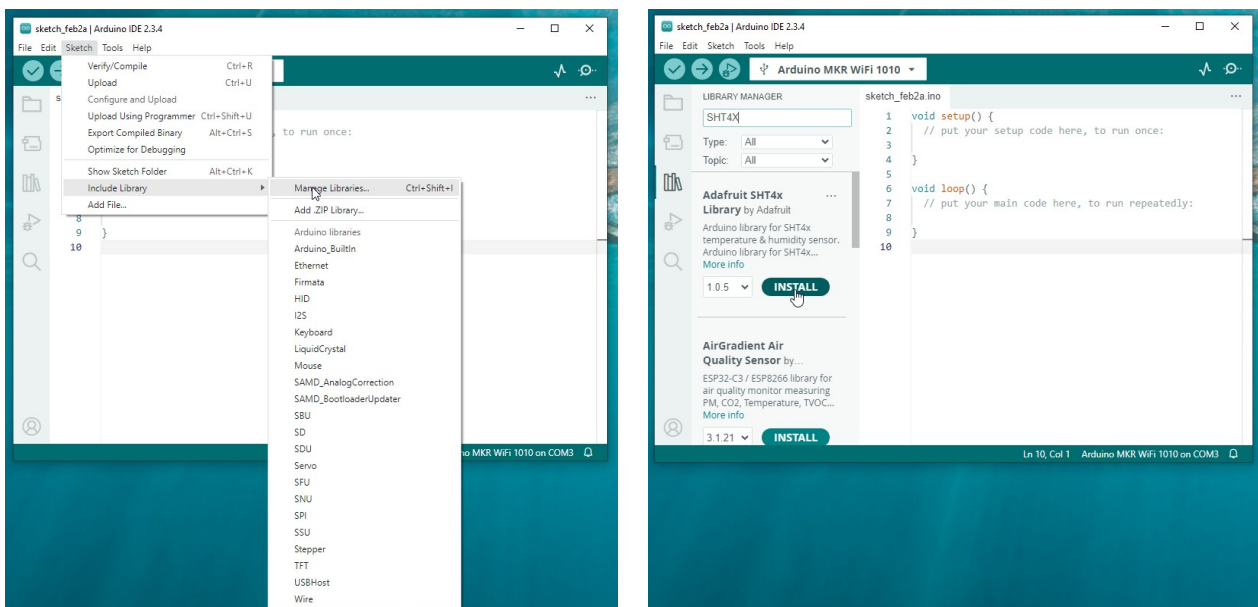 sketch_feb2a | Arduino IDE 2.3.4
File Edit Sketch Tools Help
Verify/Compile Ctrl+R
Upload Ctrl+U
Configure and Upload
Upload Using Programmer Ctrl+Shift+U
Export Compiled Binary Alt+Ctrl+S
Optimize for Debugging
Show Sketch Folder Alt+Ctrl+K
Include Library
Add File...
s
...
to run once:
8
9 }
10
Manage Libraries... Ctrl+Shift+I
Add .ZIP Library...
Arduino libraries
Arduino_BuiltIn
Ethernet
Firmata
HID
I2S
Keyboard
LiquidCrystal
Mouse
SAMD_AnalogCorrection
SAMD_BootloaderUpdater
SBU
SD
SDU
Servo
SFU
SNU
SPI
SSU
Stepper
TFT
USBHost
Wire
no MKR WiFi 1010 on COM3
sketch_feb2a | Arduino IDE 2.3.4
File Edit Sketch Tools Help
Arduino MKR WiFi 1010
LIBRARY MANAGER
SHT4X
Type: All
Topic: All
Adafruit SHT4x ...
Library by Adafruit
Arduino library for SHT4x
temperature & humidity sensor.
Arduino library for SHT4x...
More info
1.0.5 INSTALL
AirGradient Air
Quality Sensor by...
ESP32-C3 / ESP8266 library for
air quality monitor measuring
PM, CO2, Temperature, TVOC...
More info
3.1.21 INSTALL
sketch_feb2a.ino ...
1 void setup() {
2 // put your setup code here, to run once:
3
4 }
5
6 void loop() {
7 // put your main code here, to run repeatedly:
8
9 }
10
Ln 10, Col 1 Arduino MKR WiFi 1010 on COM3